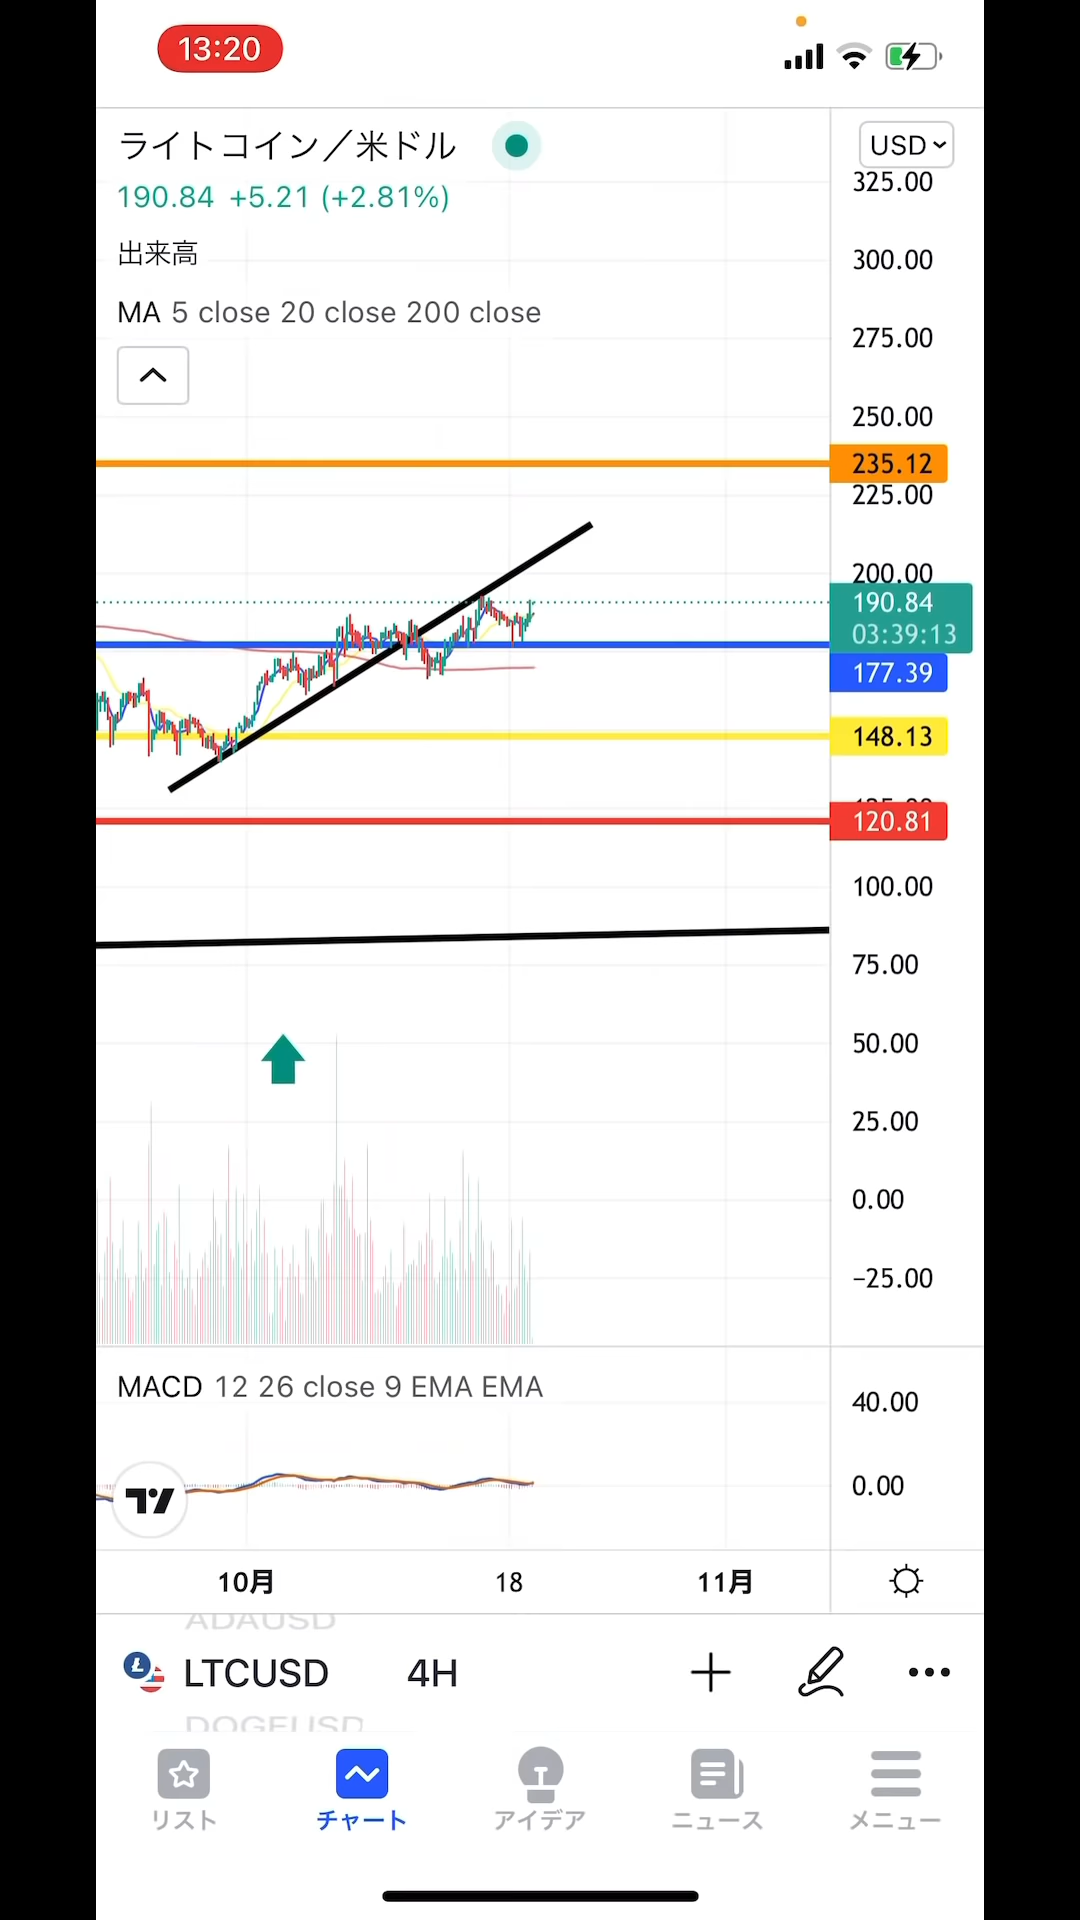 13:20
ライトコイン／米ドル
USD
190.84 +5.21 (+2.81%)
出来高
MA 5 close 20 close 200 close
325.00
300.00
275.00
250.00
235.12
225.00
200.00
190.84
03:39:13
177.39
148.13
120.81
100.00
75.00
50.00
25.00
0.00
−25.00
MACD 12 26 close 9 EMA EMA
40.00
0.00
10月 18 11月
ADAUSD
LTCUSD 4H
DOGEUSD
リスト チャート アイデア ニュース メニュー